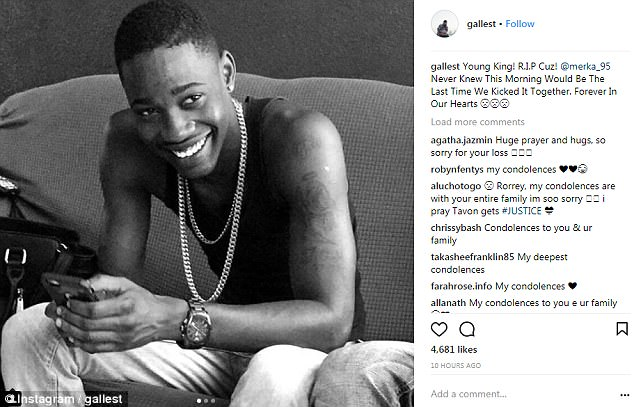 gallest • Follow
gallest Young King! R.I.P Cuz! @merka_95
Never Knew This Morning Would Be The
Last Time We Kicked It Together. Forever In
Our Hearts ☹☹☹
Load more comments
agatha.jazmin Huge prayer and hugs, so
sorry for your loss □□□
robynfentys my condolences ❤❤😭
aluchotogo ☹ Rorrey, my condolences are
with your entire family im soo sorry □□ i
pray Tavon gets #JUSTICE
chrissybash Condolences to you & ur
family
takasheefranklin85 My deepest
condolences
farahrose.info My condolences ❤
allanath My condolences to you e ur family
4,681 likes
10 HOURS AGO
Add a comment...
© Instagram / gallest